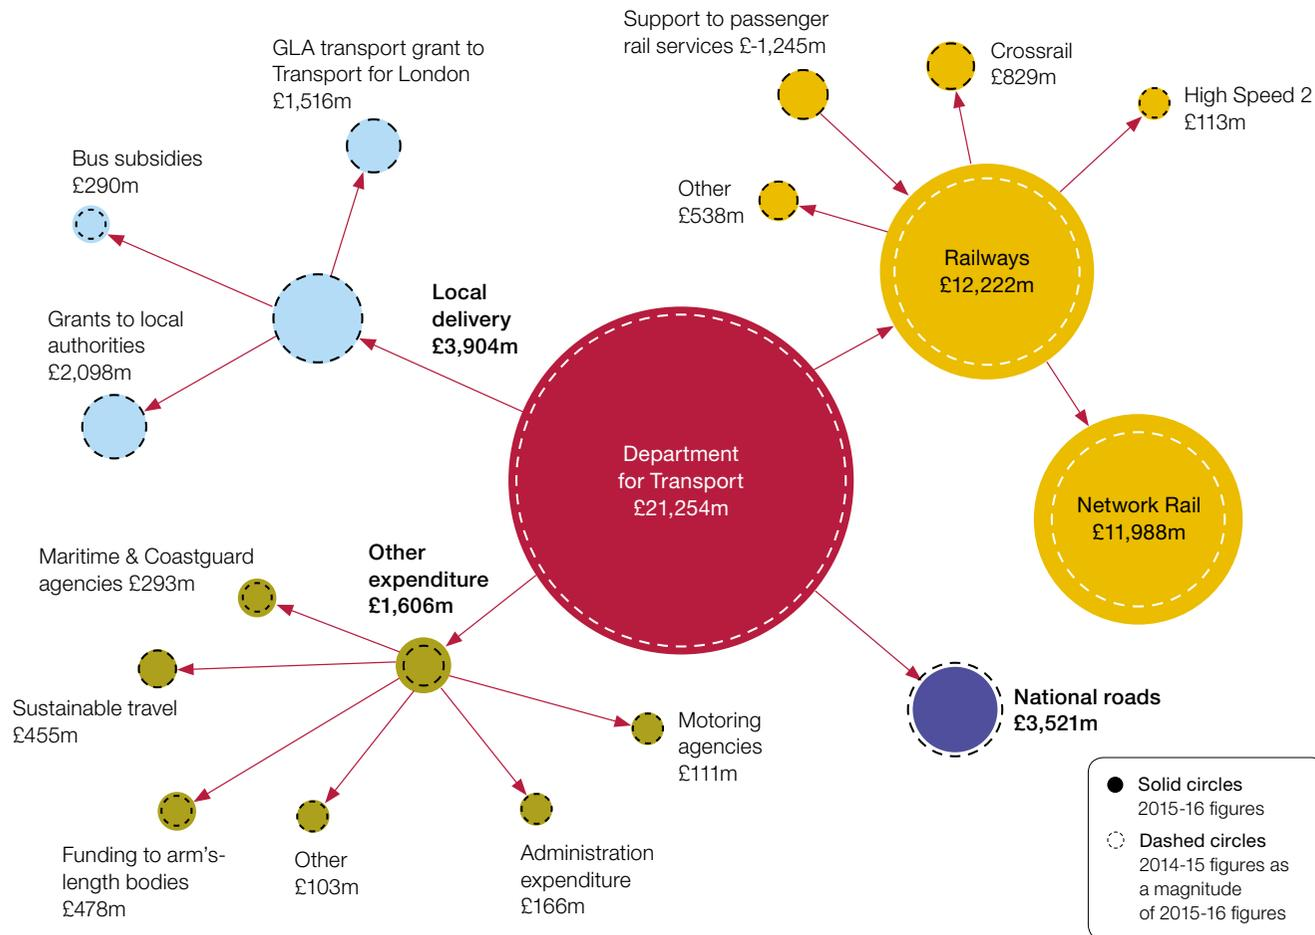 Support to passenger
rail services £-1,245m
Crossrail
£829m
High Speed 2
£113m
Other
£538m
Railways
£12,222m
Network Rail
£11,988m
GLA transport grant to
Transport for London
£1,516m
Bus subsidies
£290m
Grants to local
authorities
£2,098m
Local
delivery
£3,904m
Department
for Transport
£21,254m
Other
expenditure
£1,606m
Maritime & Coastguard
agencies £293m
Sustainable travel
£455m
Funding to arm's-
length bodies
£478m
Other
£103m
Administration
expenditure
£166m
Motoring
agencies
£111m
National roads
£3,521m
Solid circles
2015-16 figures
Dashed circles
2014-15 figures as
a magnitude
of 2015-16 figures